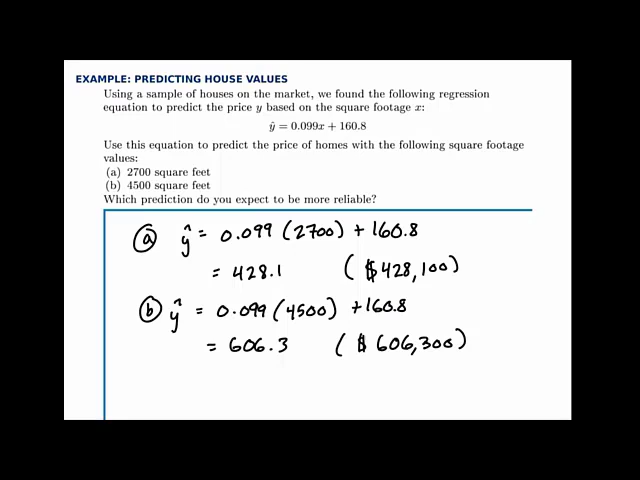 EXAMPLE: PREDICTING HOUSE VALUES
Using a sample of houses on the market, we found the following regression
equation to predict the price y based on the square footage x:
ŷ = 0.099x + 160.8
Use this equation to predict the price of homes with the following square footage
values:
(a) 2700 square feet
(b) 4500 square feet
Which prediction do you expect to be more reliable?
ⓐ ŷ = 0.099 (2700) + 160.8
= 428.1 ($428,100)
ⓑ ŷ = 0.099 (4500) + 160.8
= 606.3 ($ 606,300)